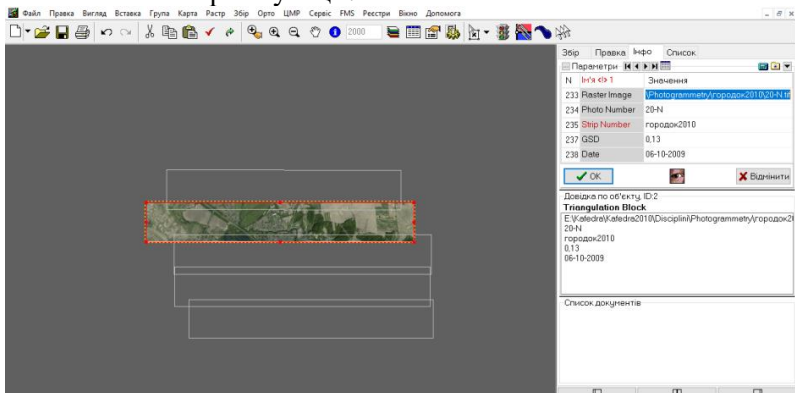 Файл Правка Вигляд Вставка Група Карта Растр Збір Орто ЦМР Сервіс FMS Реєстри Вікно Допомога
2000
Збір Правка Інфо Список
Параметри
N Ім'я <|> 1 Значення
233 Raster Image \Photogrammetry\городок2010\20-N.tif
234 Photo Number 20-N
235 Strip Number городок2010
237 GSD 0,13
238 Date 06-10-2009
OK Відмінити
Довідка по об'єкту, ID:2
Triangulation Block
E:\Kafedra\Kafedra2010\Disciplini\Photogrammetry\городок2
20-N
городок2010
0,13
06-10-2009
Список документів